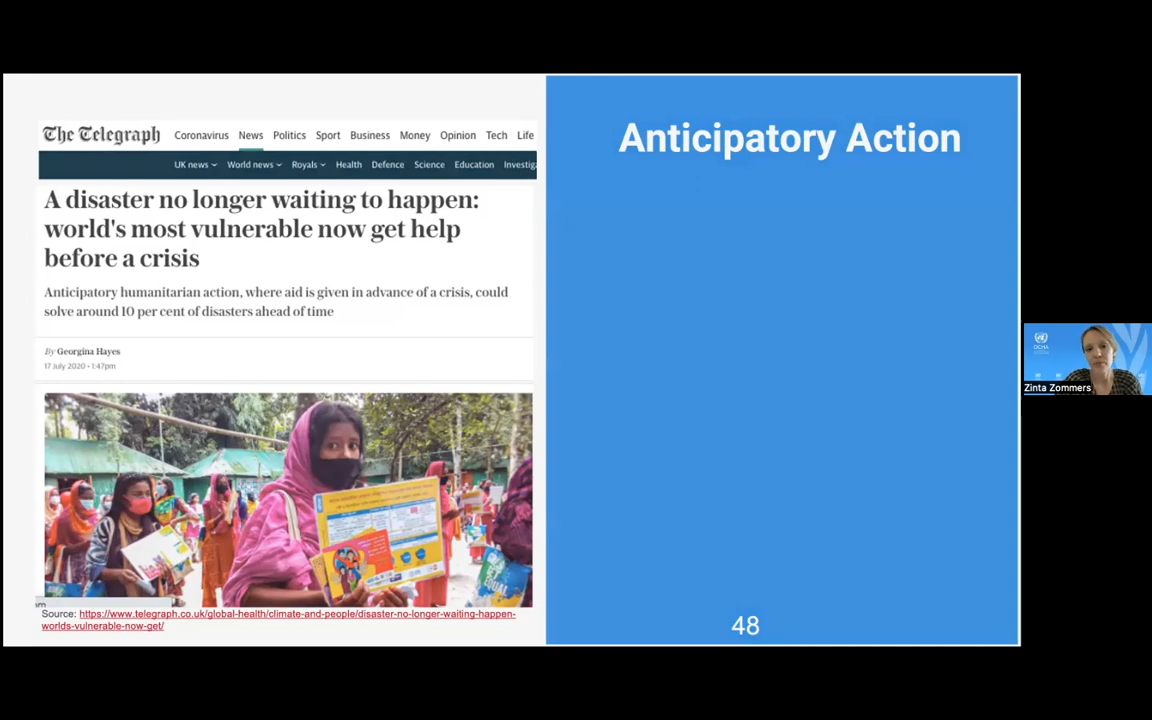 The Telegraph
Coronavirus News Politics Sport Business Money Opinion Tech Life
UK news World news Royals Health Defence Science Education
A disaster no longer waiting to happen:
world's most vulnerable now get help
before a crisis
Anticipatory humanitarian action, where aid is given in advance of a crisis, could
solve around 10 per cent of disasters ahead of time
By Georgina Hayes
17 July 2020 • 1:47pm
Source: https://www.telegraph.co.uk/global-health/climate-and-people/disaster-no-longer-waiting-happen-
worlds-vulnerable-now-get/
Anticipatory Action
48
OCHA
Zinta Zommers